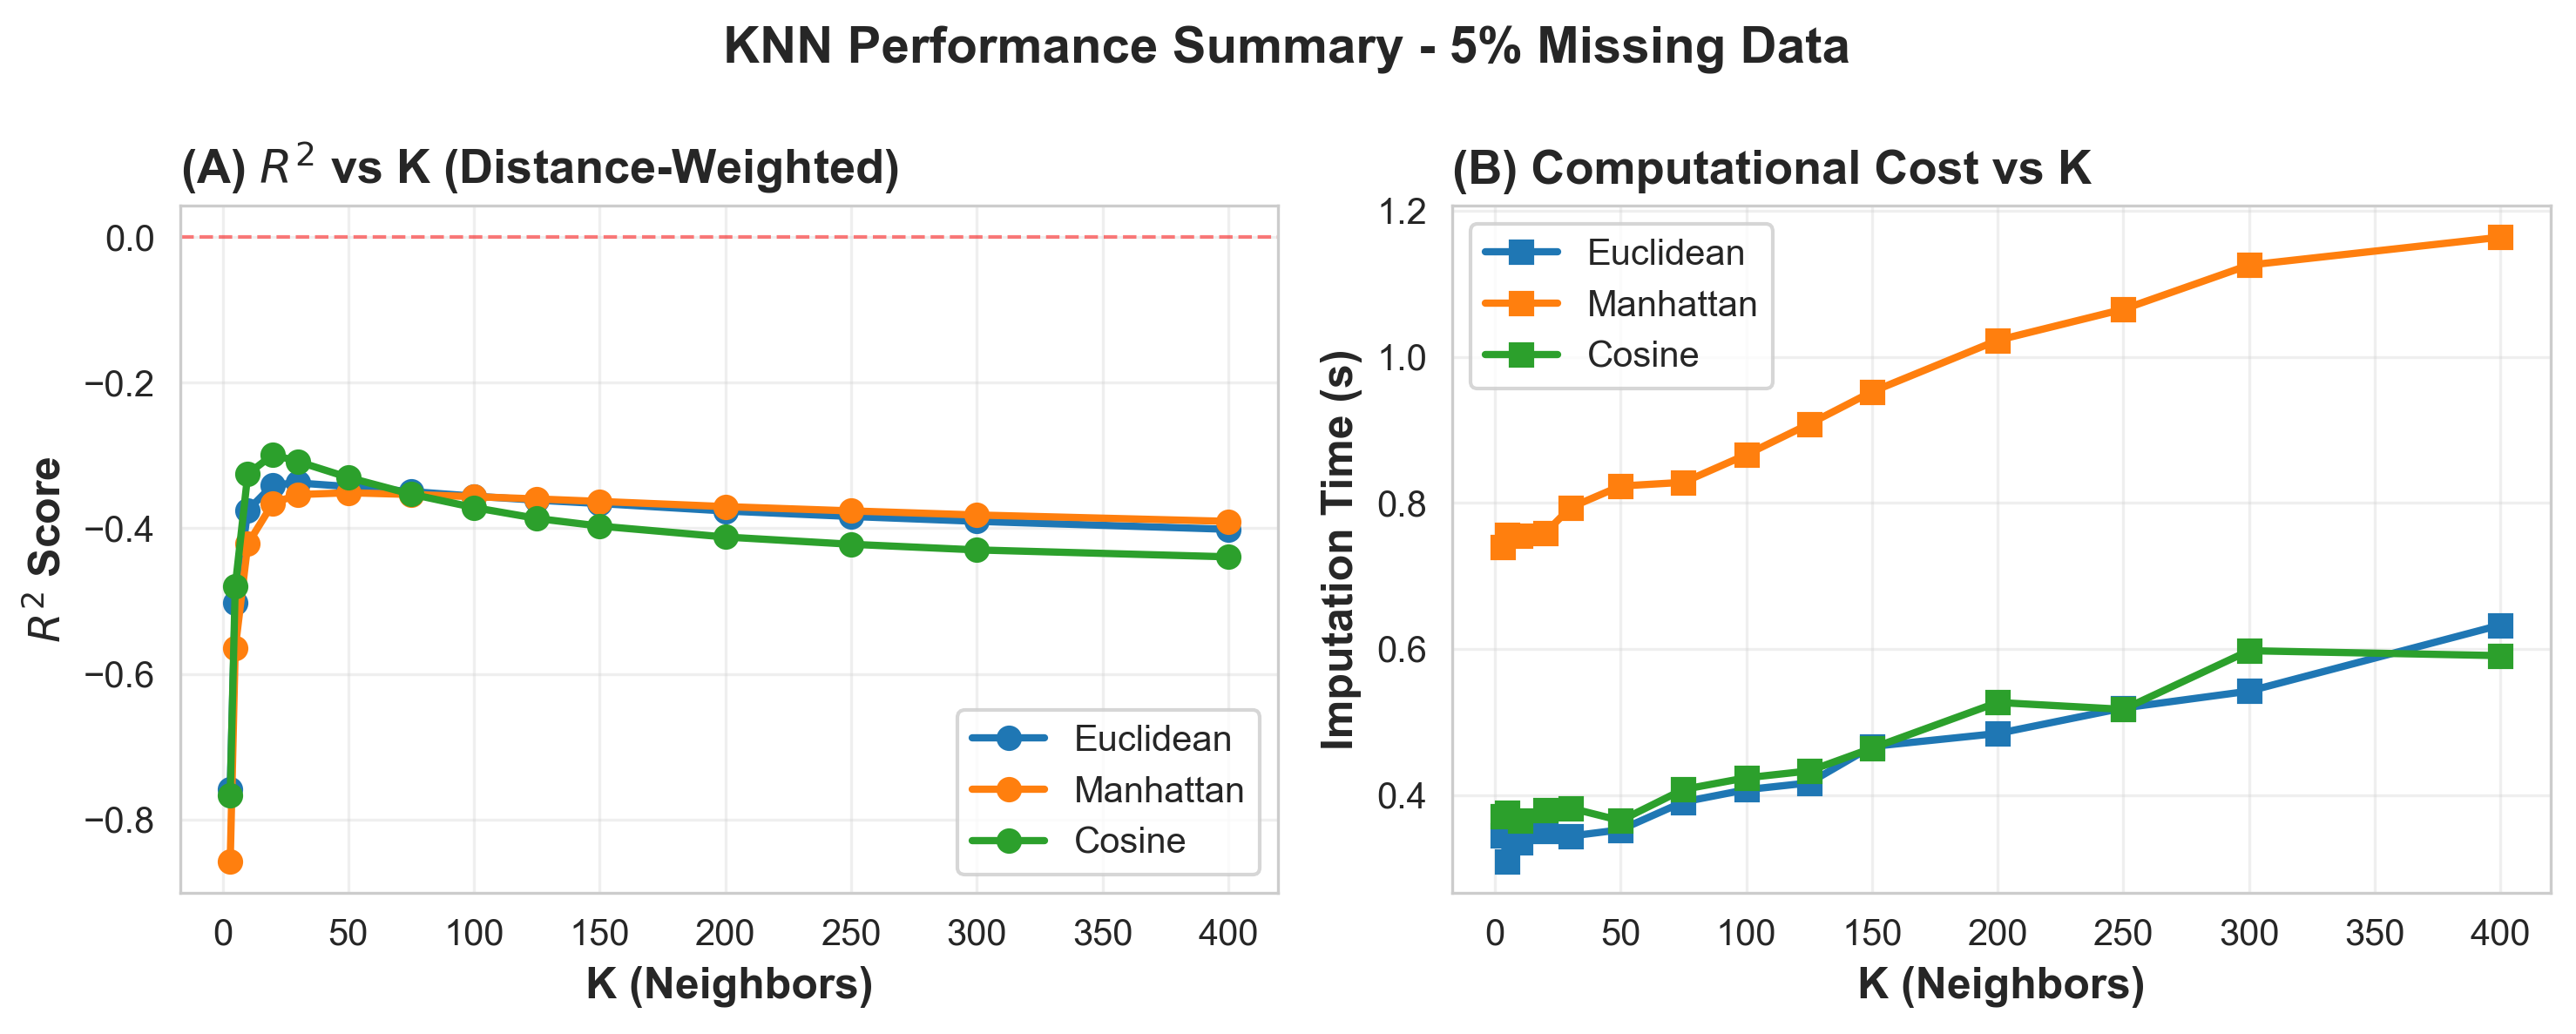 KNN Performance Summary - 5% Missing Data
(A) R² vs K (Distance-Weighted)
R² Score
0.0
−0.2
−0.4
−0.6
−0.8
Euclidean
Manhattan
Cosine
0 50 100 150 200 250 300 350 400
K (Neighbors)
(B) Computational Cost vs K
Imputation Time (s)
1.2
1.0
0.8
0.6
0.4
Euclidean
Manhattan
Cosine
0 50 100 150 200 250 300 350 400
K (Neighbors)